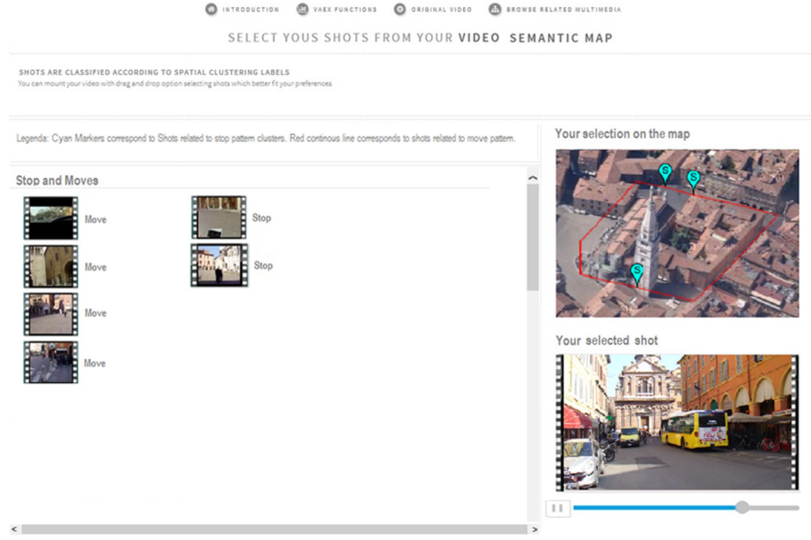 INTRODUCTION VAEX FUNCTIONS ORIGINAL VIDEO BROWSE RELATED MULTIMEDIA
SELECT YOUS SHOTS FROM YOUR VIDEO SEMANTIC MAP
SHOTS ARE CLASSIFIED ACCORDING TO SPATIAL CLUSTERING LABELS
You can mount your video with drag and drop option selecting shots which better fit your preferences
Legenda: Cyan Markers correspond to Shots related to stop pattern clusters. Red continous line corresponds to shots related to move pattern.
Stop and Moves
Move Stop
Move Stop
Move
Move
Your selection on the map
S S
S
Your selected shot